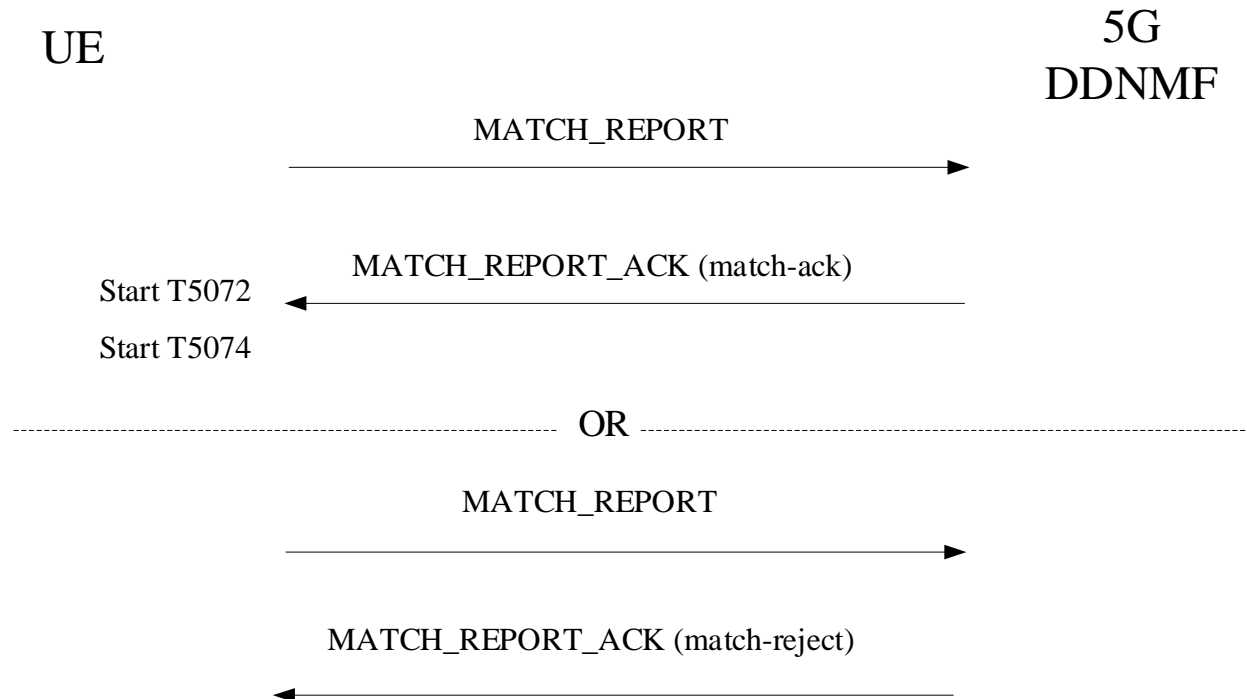 UE
5G
DDNMF
MATCH_REPORT
MATCH_REPORT_ACK (match-ack)
Start T5072
Start T5074
OR
MATCH_REPORT
MATCH_REPORT_ACK (match-reject)